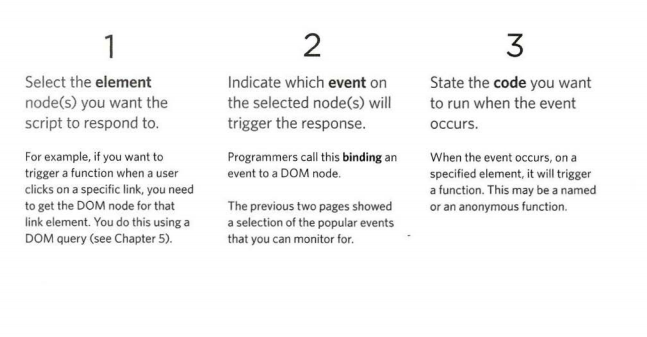 1
Select the element
node(s) you want the
script to respond to.
For example, if you want to
trigger a function when a user
clicks on a specific link, you need
to get the DOM node for that
link element. You do this using a
DOM query (see Chapter 5).
2
Indicate which event on
the selected node(s) will
trigger the response.
Programmers call this binding an
event to a DOM node.
The previous two pages showed
a selection of the popular events
that you can monitor for.
3
State the code you want
to run when the event
occurs.
When the event occurs, on a
specified element, it will trigger
a function. This may be a named
or an anonymous function.